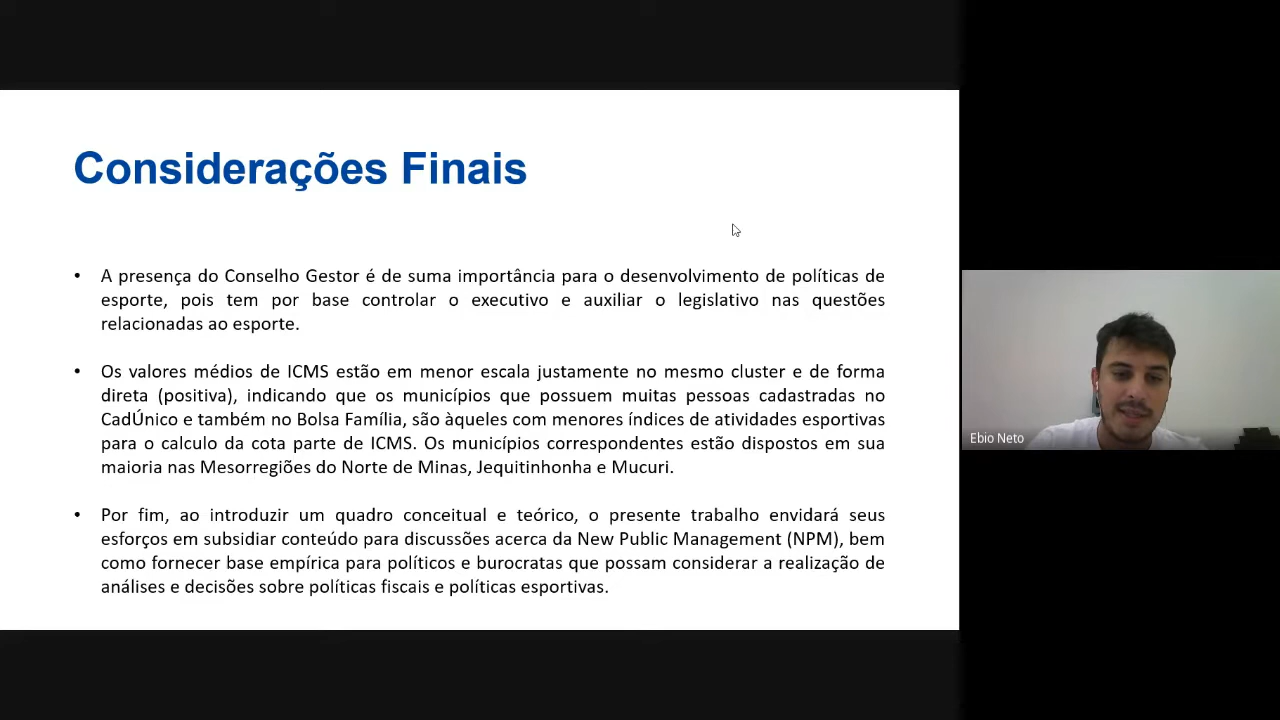 Considerações Finais
• A presença do Conselho Gestor é de suma importância para o desenvolvimento de políticas de
esporte, pois tem por base controlar o executivo e auxiliar o legislativo nas questões
relacionadas ao esporte.
• Os valores médios de ICMS estão em menor escala justamente no mesmo cluster e de forma
direta (positiva), indicando que os municípios que possuem muitas pessoas cadastradas no
CadÚnico e também no Bolsa Família, são àqueles com menores índices de atividades esportivas
para o calculo da cota parte de ICMS. Os municípios correspondentes estão dispostos em sua
maioria nas Mesorregiões do Norte de Minas, Jequitinhonha e Mucuri.
• Por fim, ao introduzir um quadro conceitual e teórico, o presente trabalho envidará seus
esforços em subsidiar conteúdo para discussões acerca da New Public Management (NPM), bem
como fornecer base empírica para políticos e burocratas que possam considerar a realização de
análises e decisões sobre políticas fiscais e políticas esportivas.
Ebio Neto